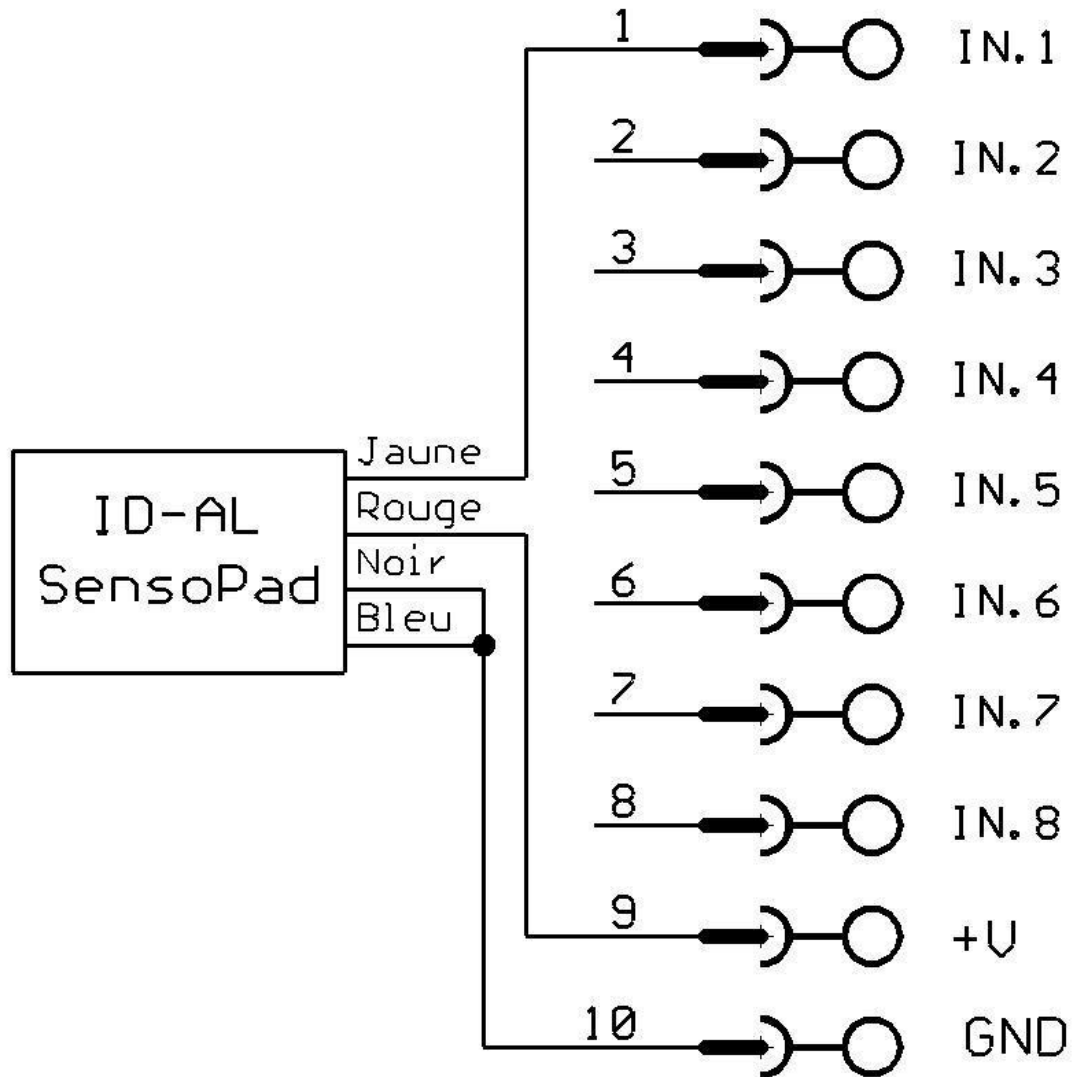 1 IN.1
2 IN.2
3 IN.3
4 IN.4
Jaune
5 IN.5
ID-AL
Rouge
SensoPad
Noir
6 IN.6
Bleu
7 IN.7
8 IN.8
9 +V
10 GND